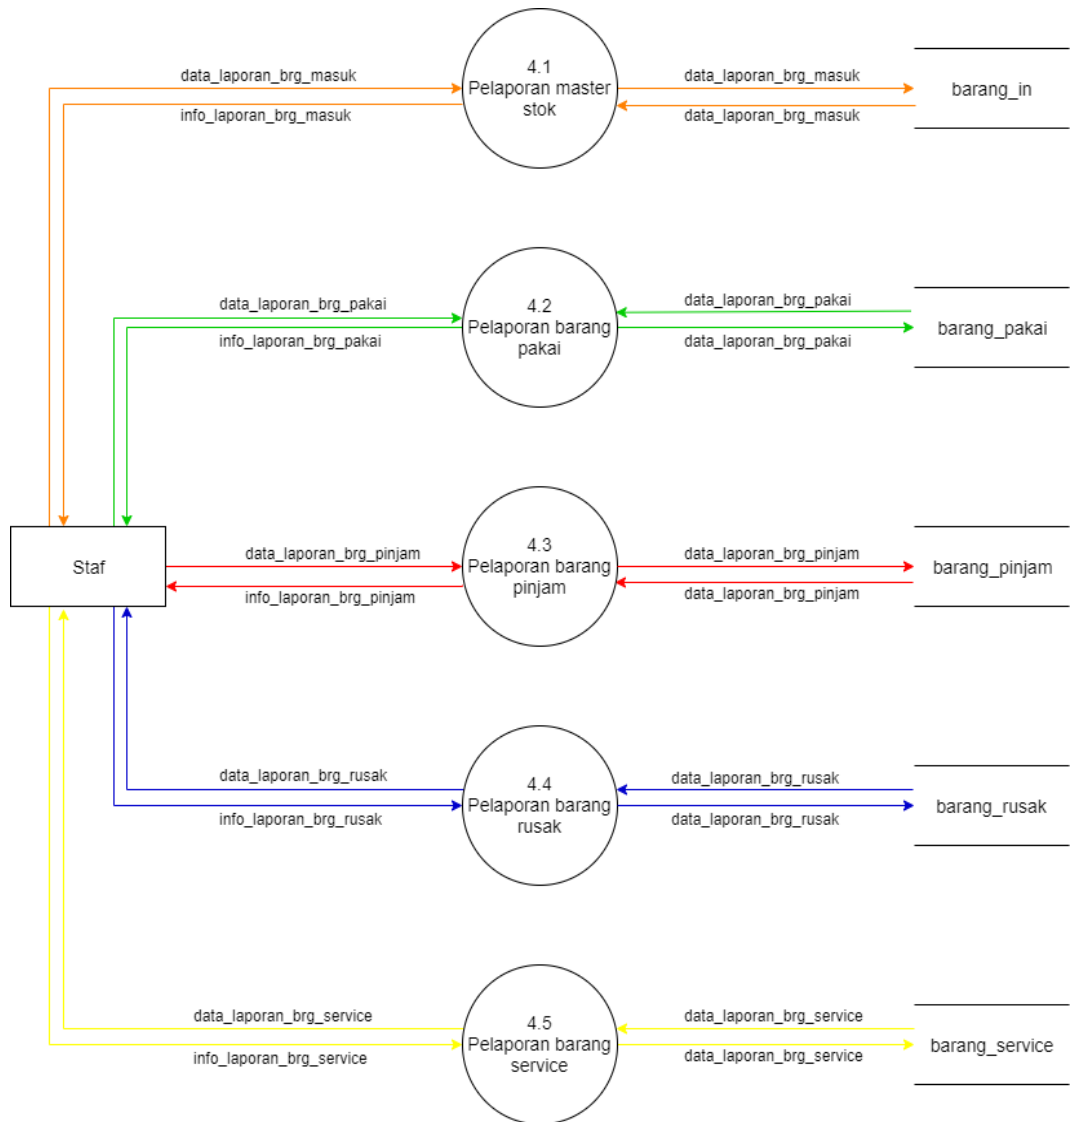 4.1
Pelaporan master
stok
data_laporan_brg_masuk
info_laporan_brg_masuk
data_laporan_brg_masuk
data_laporan_brg_masuk
barang_in
4.2
Pelaporan barang
pakai
data_laporan_brg_pakai
info_laporan_brg_pakai
data_laporan_brg_pakai
data_laporan_brg_pakai
barang_pakai
Staf
4.3
Pelaporan barang
pinjam
data_laporan_brg_pinjam
info_laporan_brg_pinjam
data_laporan_brg_pinjam
data_laporan_brg_pinjam
barang_pinjam
4.4
Pelaporan barang
rusak
data_laporan_brg_rusak
info_laporan_brg_rusak
data_laporan_brg_rusak
data_laporan_brg_rusak
barang_rusak
4.5
Pelaporan barang
service
data_laporan_brg_service
info_laporan_brg_service
data_laporan_brg_service
data_laporan_brg_service
barang_service